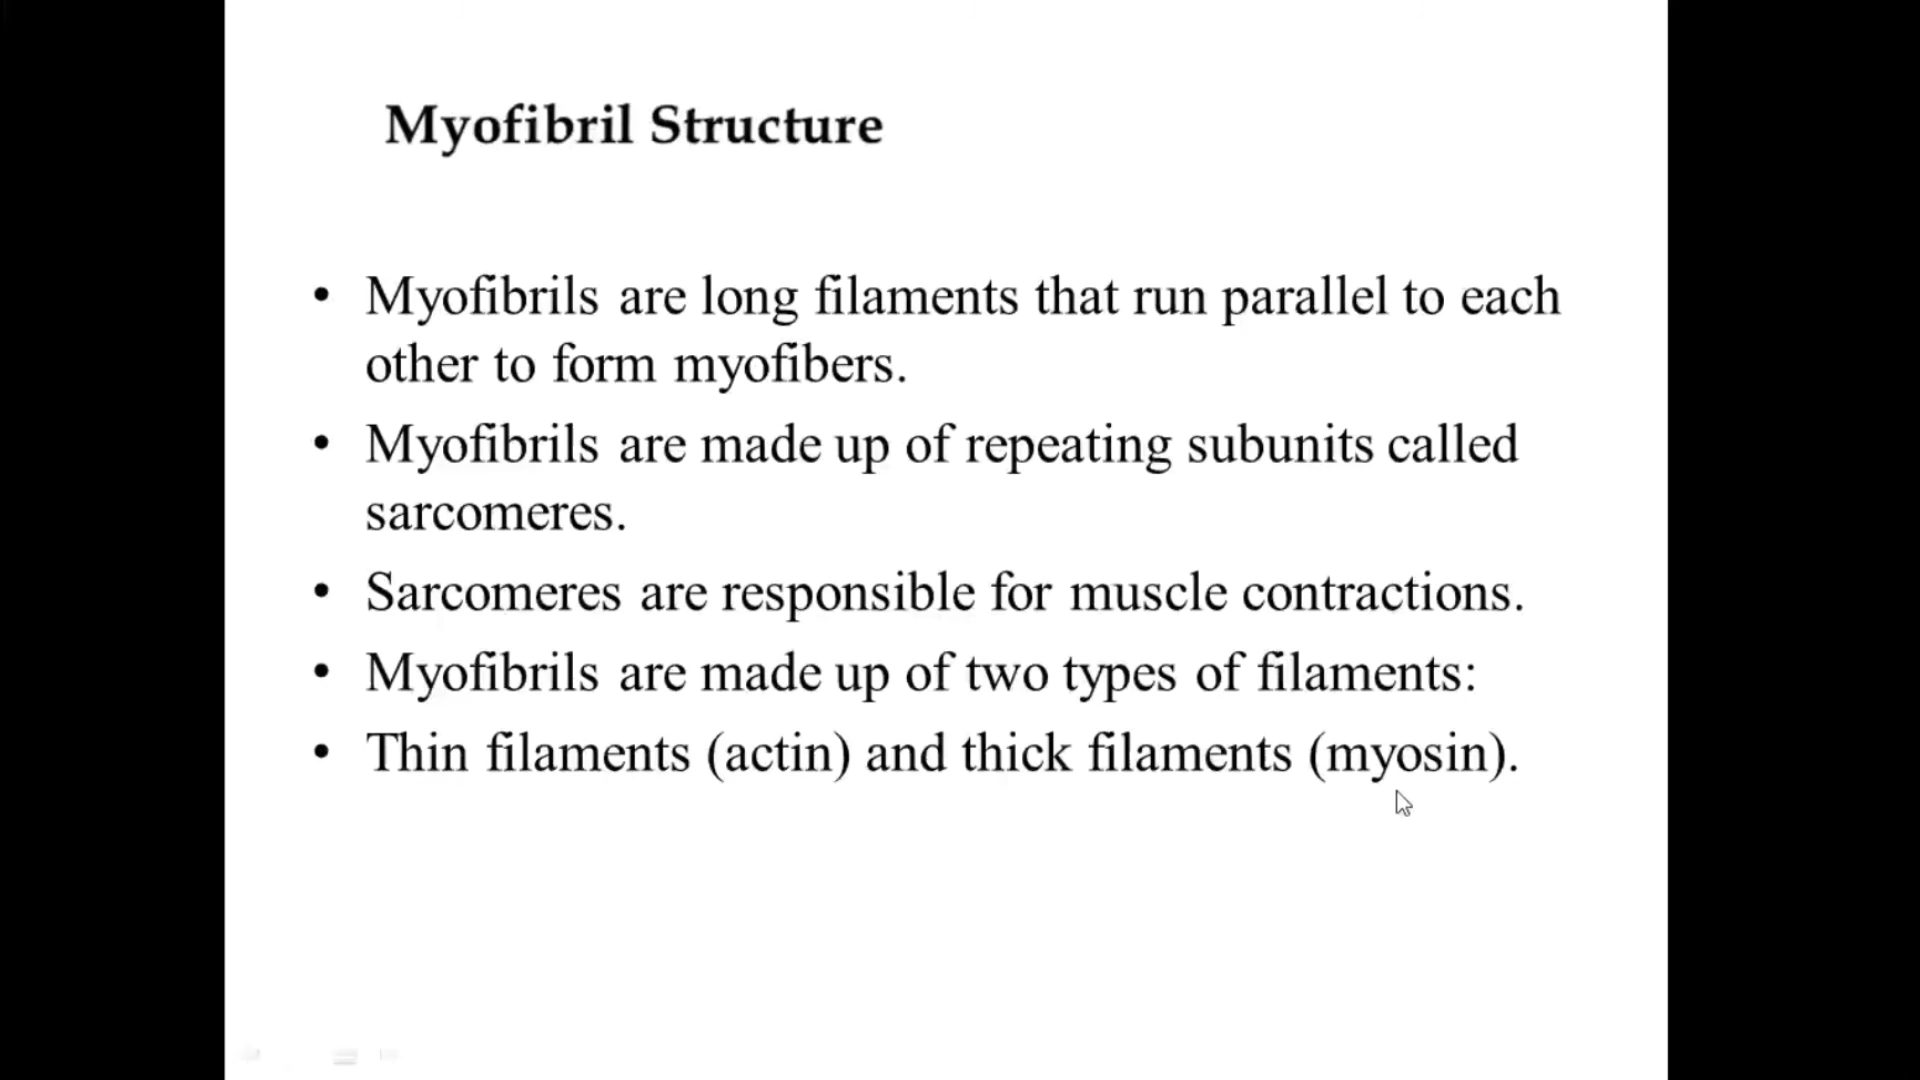 Myofibril Structure
• Myofibrils are long filaments that run parallel to each
other to form myofibers.
• Myofibrils are made up of repeating subunits called
sarcomeres.
• Sarcomeres are responsible for muscle contractions.
• Myofibrils are made up of two types of filaments:
• Thin filaments (actin) and thick filaments (myosin).